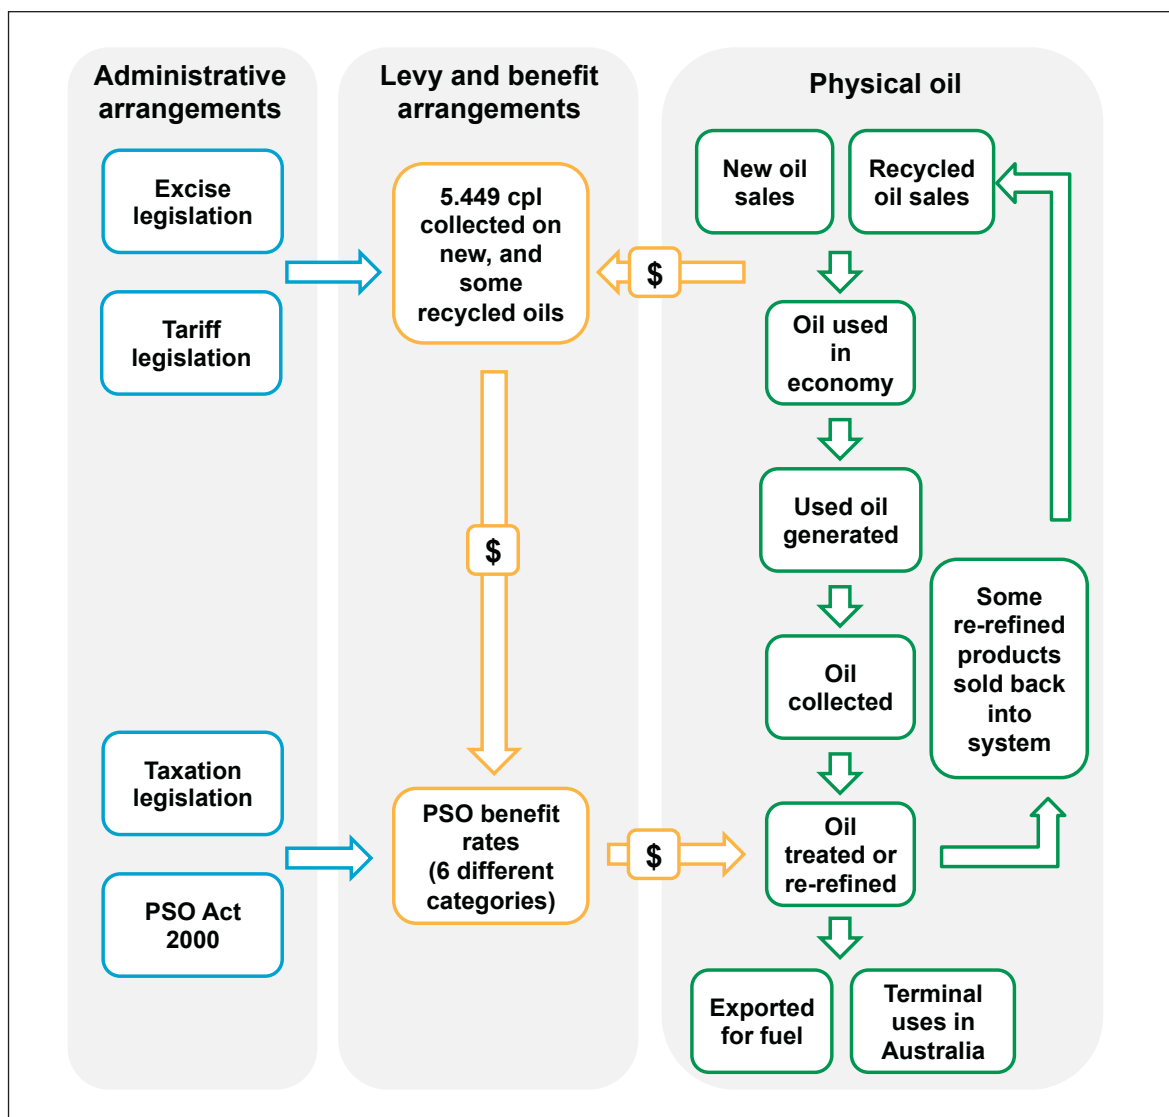 Administrative
arrangements
Excise
legislation
Tariff
legislation
Taxation
legislation
PSO Act
2000
Levy and benefit
arrangements
5.449 cpl
collected on
new, and
some
recycled oils
$
$
PSO benefit
rates
(6 different
categories)
$
Physical oil
New oil
sales
Recycled
oil sales
Oil used
in
economy
Used oil
generated
Oil
collected
Oil
treated or
re-refined
Some
re-refined
products
sold back
into
system
Exported
for fuel
Terminal
uses in
Australia